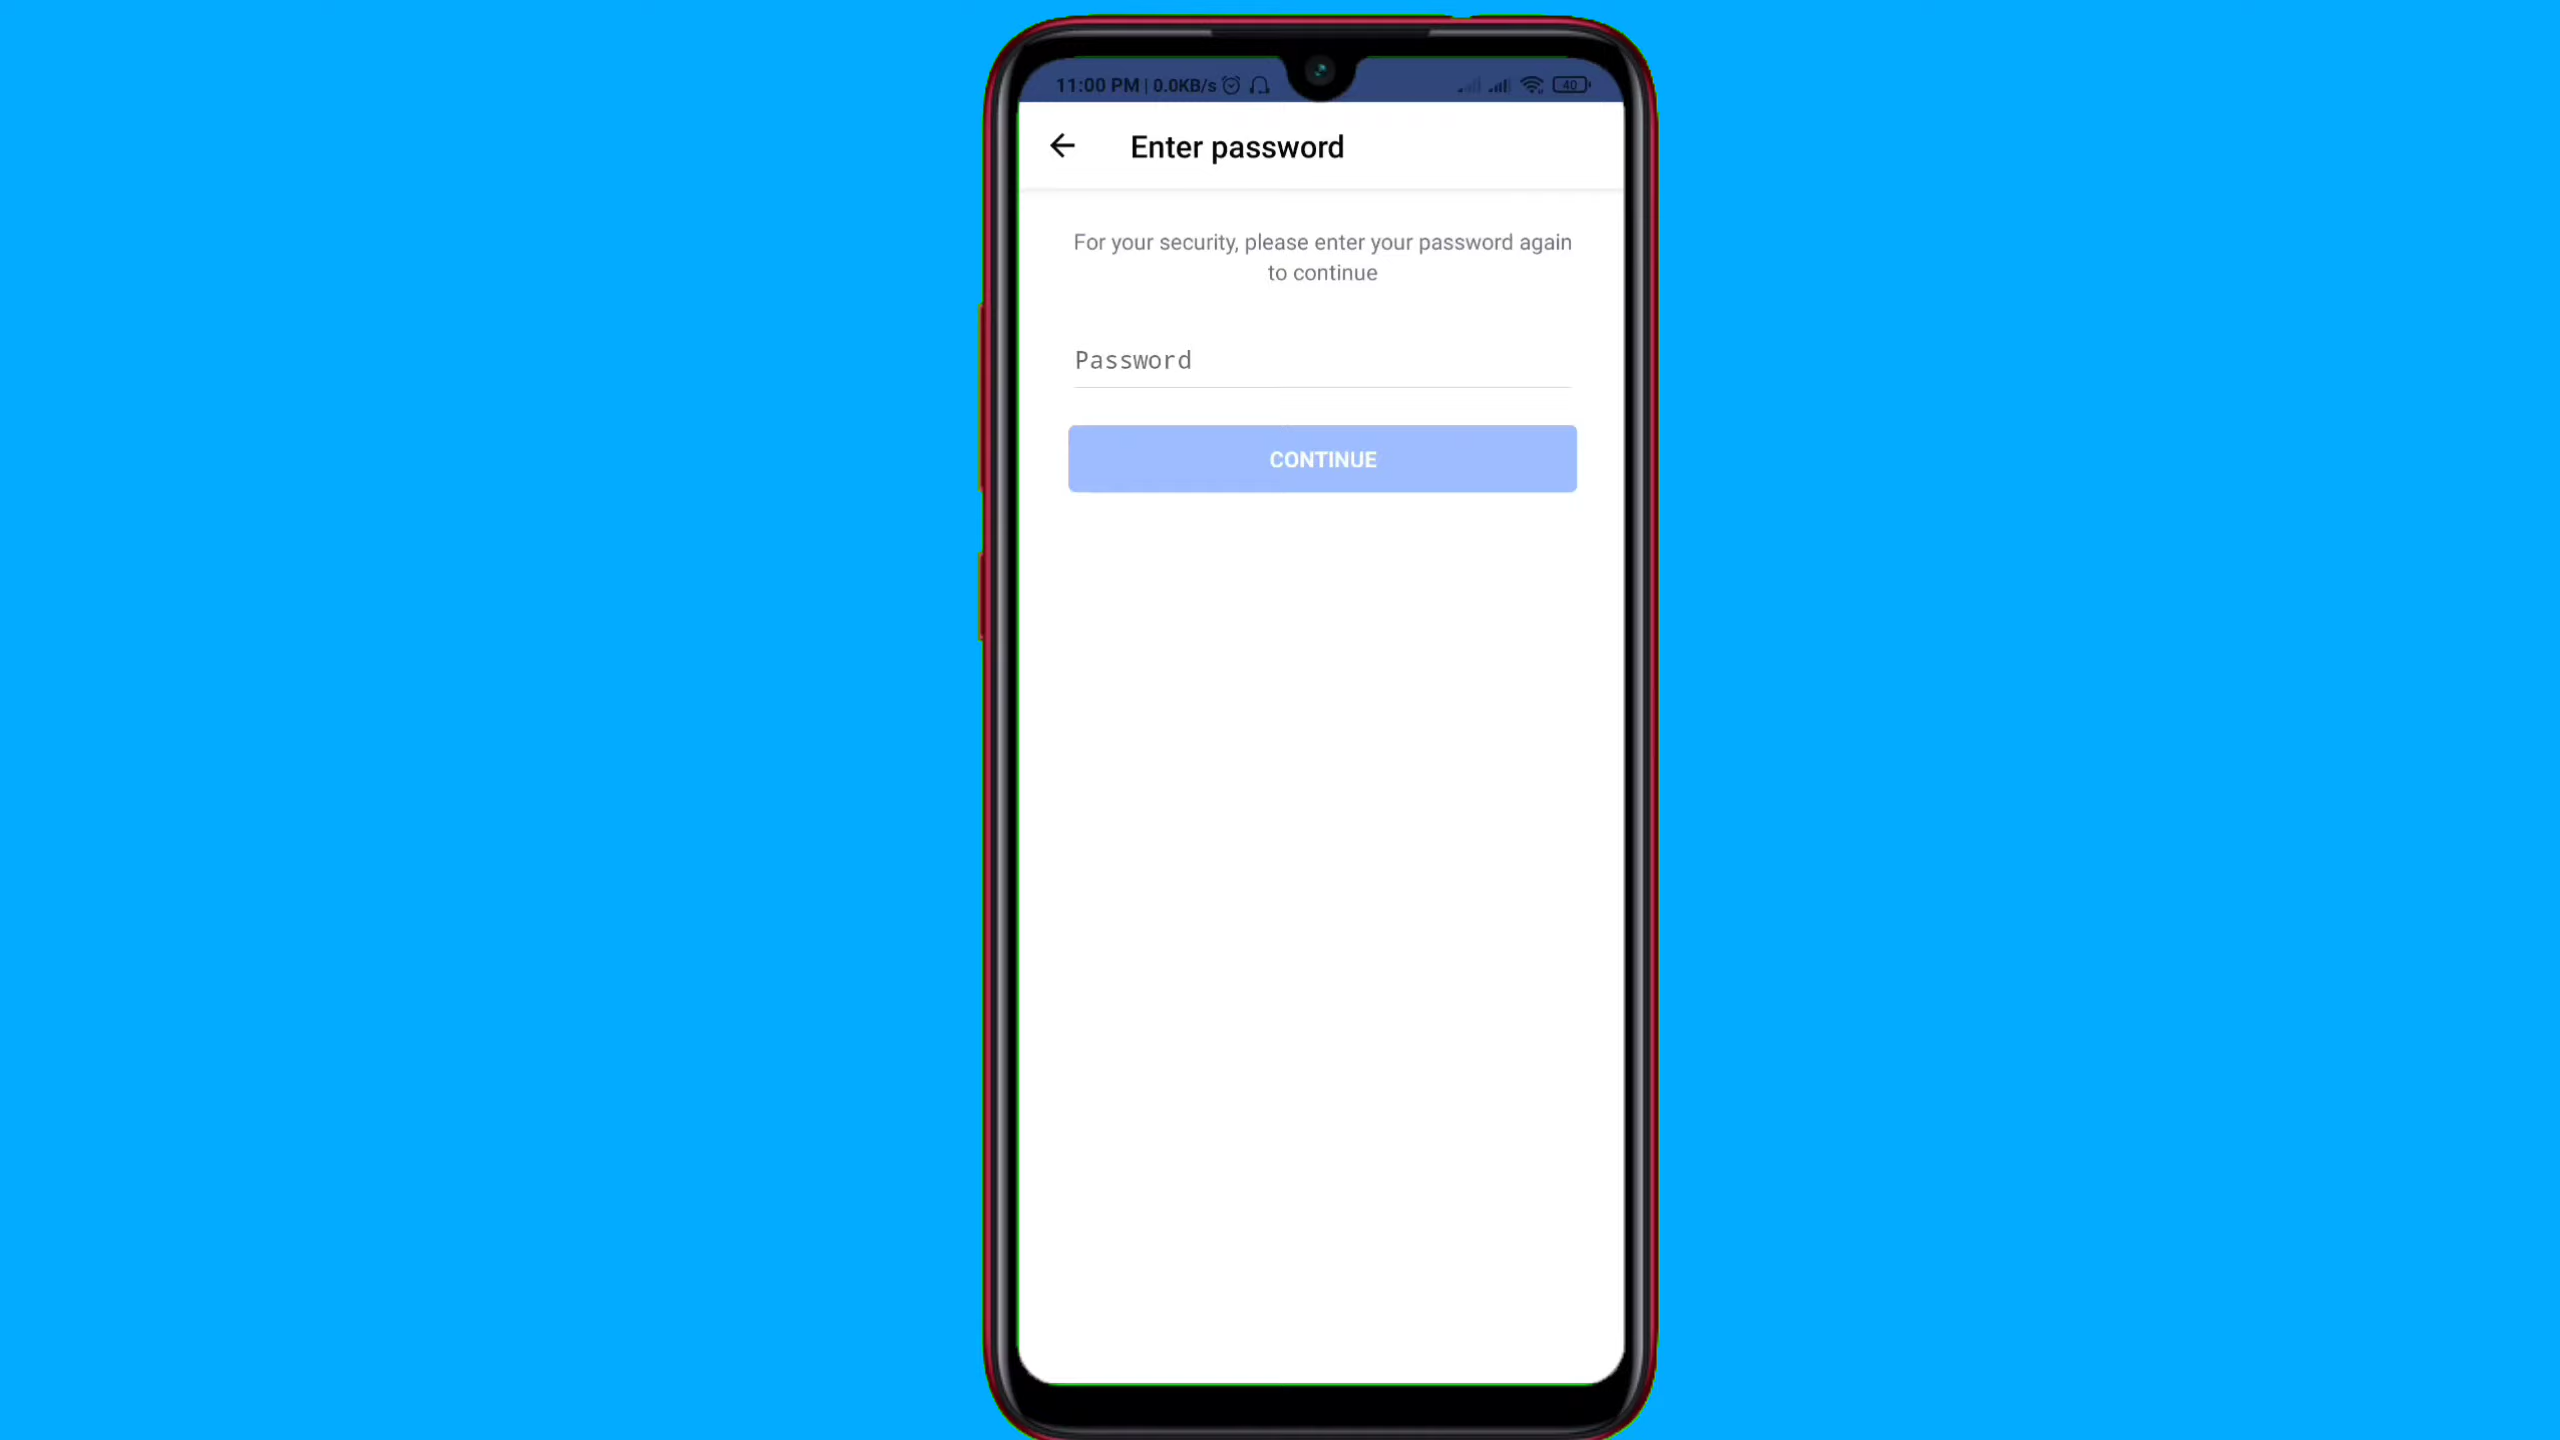 11:00 PM | 0.0KB/s
40
Enter password
For your security, please enter your password again
to continue
Password
CONTINUE